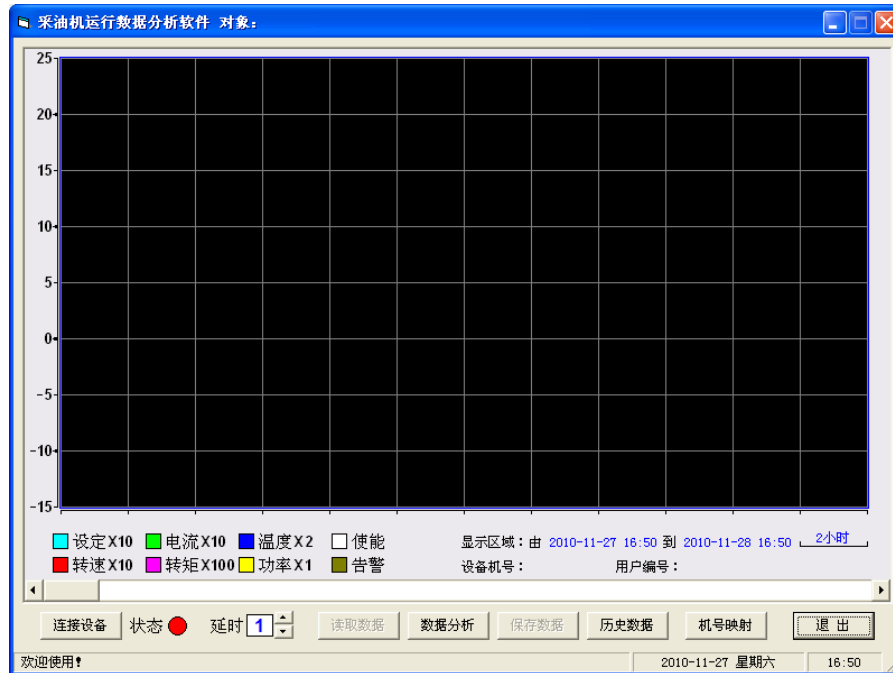 采油机运行数据分析软件 对象:
25
20
15
10
5
0
-5
-10
-15
设定X10 电流X10 温度X2 使能 显示区域:由 2010-11-27 16:50 到 2010-11-28 16:50 2小时
转速X10 转矩X100 功率X1 告警 设备机号: 用户编号:
连接设备 状态 延时 1 读取数据 数据分析 保存数据 历史数据 机号映射 退 出
欢迎使用! 2010-11-27 星期六 16:50